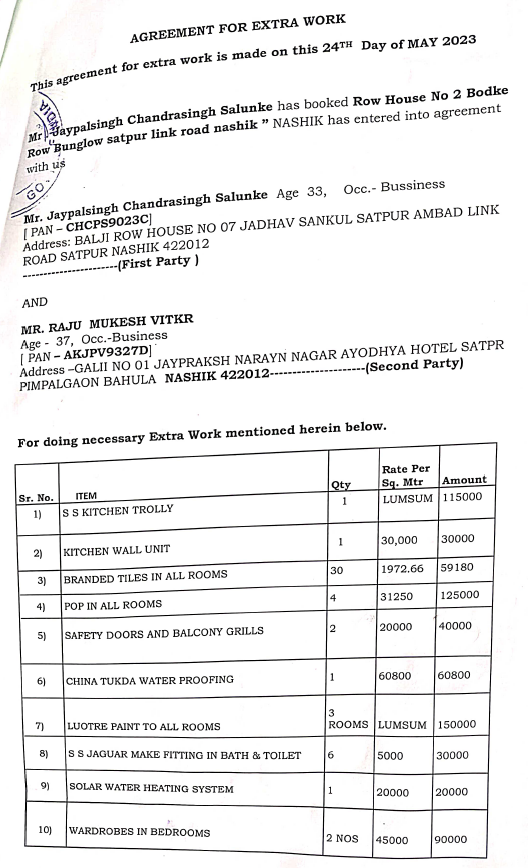 AGREEMENT FOR EXTRA WORK
This agreement for extra work is made on this 24TH Day of MAY 2023
Mr Jaypalsingh Chandrasingh Salunke has booked Row House No 2 Bodke
Row Bunglow satpur link road nashik ” NASHIK has entered into agreement
with us
GO
Mr. Jaypalsingh Chandrasingh Salunke Age 33, Occ.- Bussiness
[ PAN – CHCPS9023C]
Address: BALJI ROW HOUSE NO 07 JADHAV SANKUL SATPUR AMBAD LINK
ROAD SATPUR NASHIK 422012
-----------------------(First Party )
AND
MR. RAJU MUKESH VITKR
Age - 37, Occ.-Business
[ PAN – AKJPV9327D]
Address –GALII NO 01 JAYPRAKSH NARAYN NAGAR AYODHYA HOTEL SATPR
PIMPALGAON BAHULA NASHIK 422012----------------------(Second Party)
For doing necessary Extra Work mentioned herein below.
Sr. No. ITEM Qty Rate Per Sq. Mtr Amount
1) S S KITCHEN TROLLY 1 LUMSUM 115000
2) KITCHEN WALL UNIT 1 30,000 30000
3) BRANDED TILES IN ALL ROOMS 30 1972.66 59180
4) POP IN ALL ROOMS 4 31250 125000
5) SAFETY DOORS AND BALCONY GRILLS 2 20000 40000
6) CHINA TUKDA WATER PROOFING 1 60800 60800
7) LUOTRE PAINT TO ALL ROOMS 3 ROOMS LUMSUM 150000
8) S S JAGUAR MAKE FITTING IN BATH & TOILET 6 5000 30000
9) SOLAR WATER HEATING SYSTEM 1 20000 20000
10) WARDROBES IN BEDROOMS 2 NOS 45000 90000